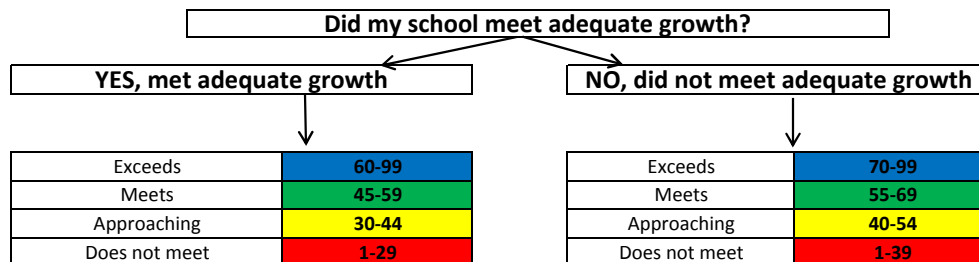 Did my school meet adequate growth?
YES, met adequate growth
NO, did not meet adequate growth
Exceeds 60-99
Meets 45-59
Approaching 30-44
Does not meet 1-29
Exceeds 70-99
Meets 55-69
Approaching 40-54
Does not meet 1-39